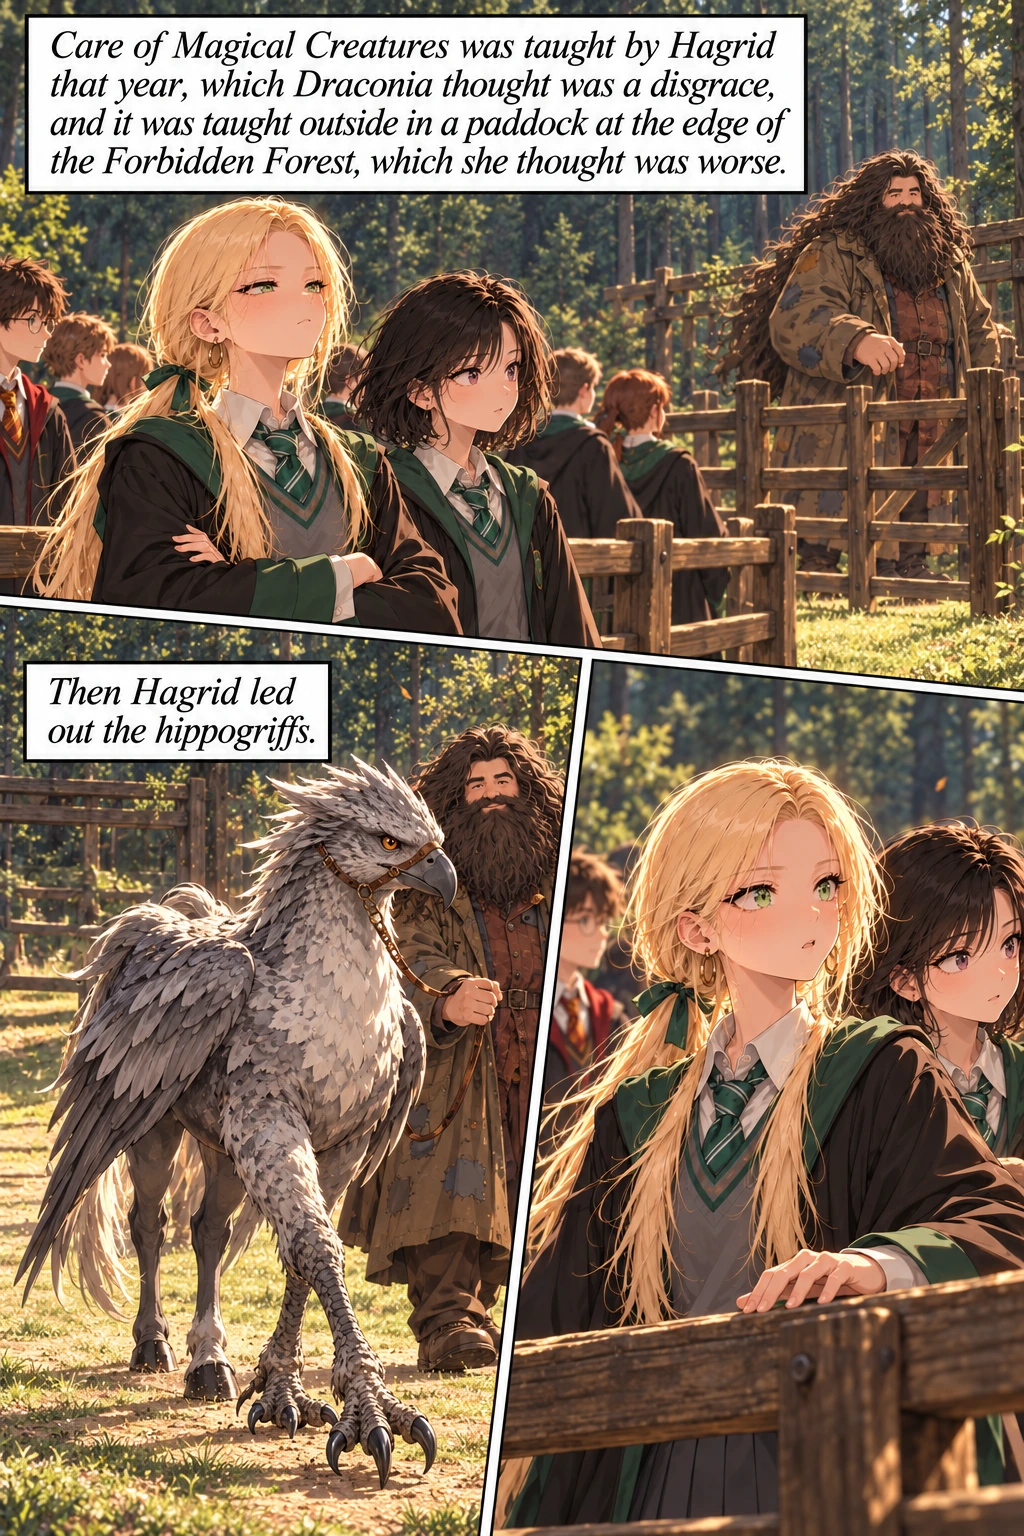 Care of Magical Creatures was taught by Hagrid
that year, which Draconia thought was a disgrace,
and it was taught outside in a paddock at the edge of
the Forbidden Forest, which she thought was worse.
Then Hagrid led
out the hippogriffs.